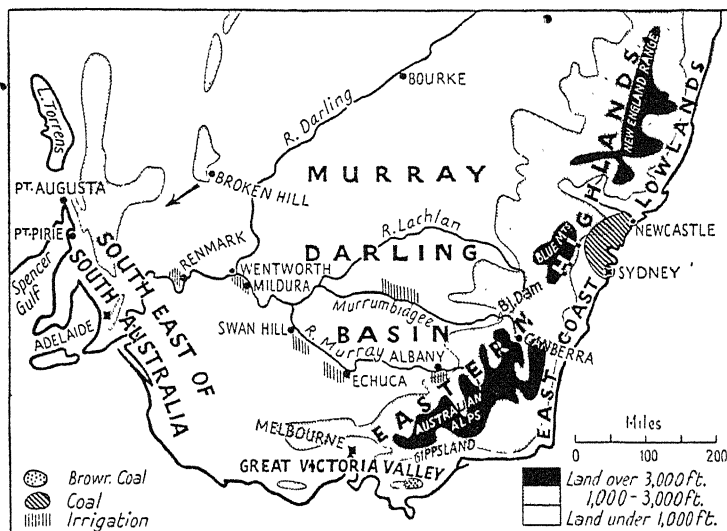 BOURKE
R. Darling
L. Torrens
MURRAY
NEW ENGLAND RANGE
HIGHLANDS
LOWLANDS
BROKEN HILL
PT. AUGUSTA
PT. PIRIE
R. Lachlan
BLUE MTS
NEWCASTLE
SYDNEY
RENMARK
WENTWORTH
MILDURA
DARLING
Spencer Gulf
SOUTH EAST OF
SOUTH AUSTRALIA
Murrumbidgee
Bj. Dam
ADELAIDE
SWAN HILL
BASIN
R. Murray
ALBANY
CANBERRA
EAST COAST
ECHUCA
EASTERN
AUSTRALIAN ALPS
MELBOURNE
GIPPSLAND
GREAT VICTORIA VALLEY
Miles
0 100 200
Browr. Coal
Coal
Irrigation
Land over 3,000 ft.
1,000 - 3,000 ft.
Land under 1,000 ft.